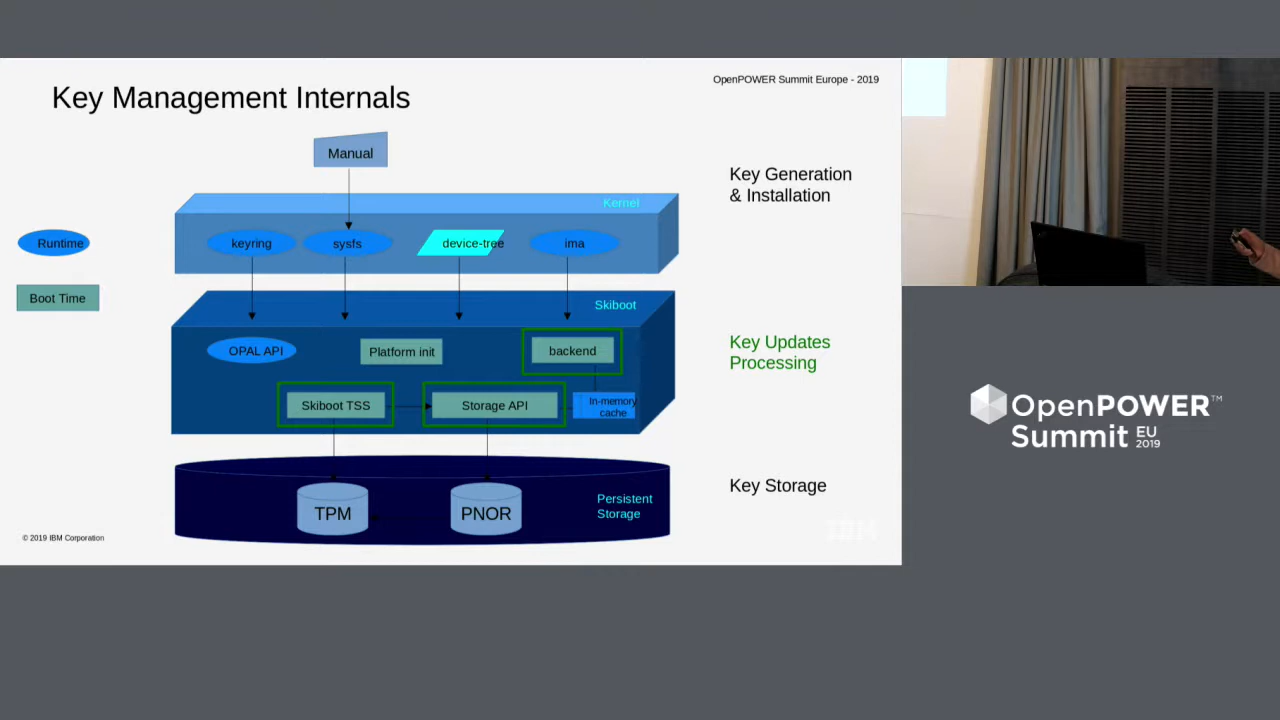 OpenPOWER Summit Europe - 2019
Key Management Internals
Manual
Key Generation
& Installation
Kernel
Runtime
keyring
sysfs
device-tree
ima
Boot Time
Skiboot
OPAL API
Platform init
backend
Key Updates
Processing
Skiboot TSS
Storage API
In-memory
cache
OpenPOWER™
Summit EU
2019
TPM
PNOR
Persistent
Storage
Key Storage
IBM
© 2019 IBM Corporation